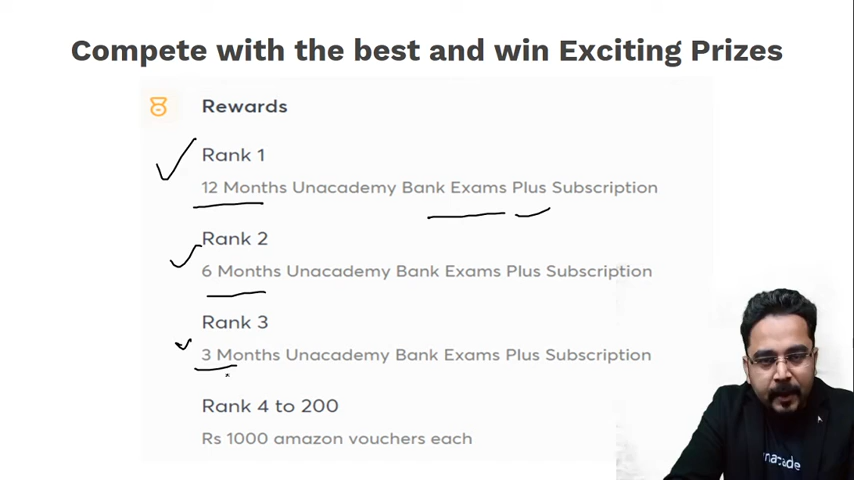 Compete with the best and win Exciting Prizes
Rewards
Rank 1
12 Months Unacademy Bank Exams Plus Subscription
Rank 2
6 Months Unacademy Bank Exams Plus Subscription
Rank 3
3 Months Unacademy Bank Exams Plus Subscription
Rank 4 to 200
Rs 1000 amazon vouchers each